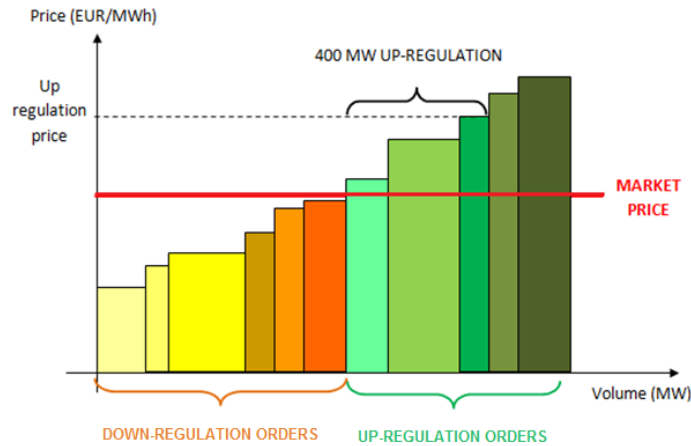 Price (EUR/MWh)
400 MW UP-REGULATION
Up
regulation
price
MARKET
PRICE
Volume (MW)
DOWN-REGULATION ORDERS
UP-REGULATION ORDERS